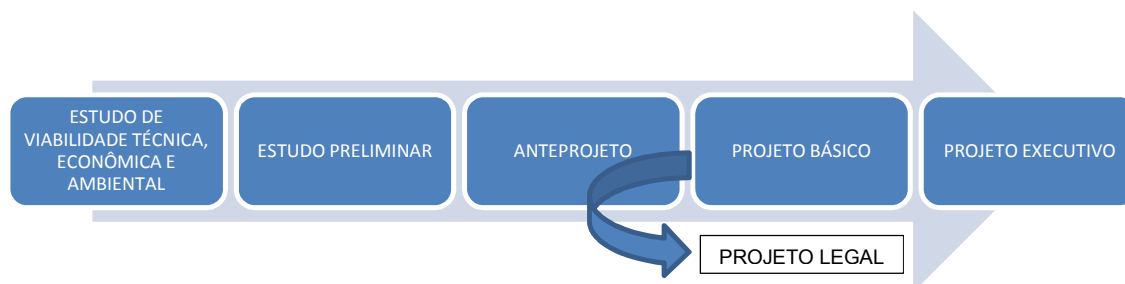 ESTUDO DE
VIABILIDADE TÉCNICA,
ECONÔMICA E
AMBIENTAL
ESTUDO PRELIMINAR
ANTEPROJETO
PROJETO BÁSICO
PROJETO EXECUTIVO
PROJETO LEGAL